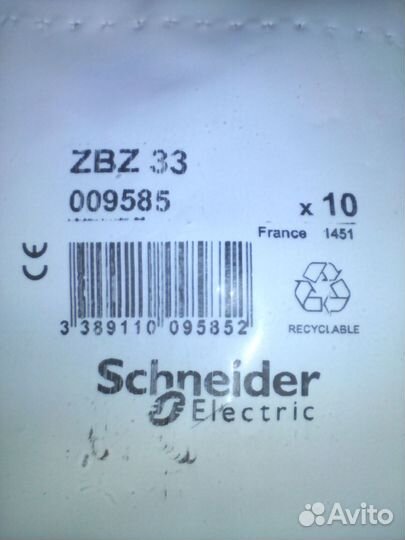 ZBZ 33
009585
x 10
France 1451
CE
3 389110 095852
RECYCLABLE
Schneider
Electric
Avito